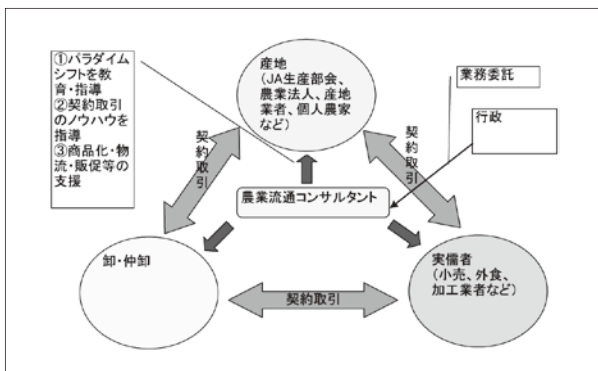 ①パラダイム
シフトを教
育・指導
②契約取引
のノウハウを
指導
③商品化・物
流・販促等の
支援
産地
(JA生産部会、
農業法人、産地
業者、個人農家
など)
業務委託
行政
契約取引
契約取引
農業流通コンサルタント
卸・仲卸
実儒者
(小売、外食、
加工業者など)
契約取引